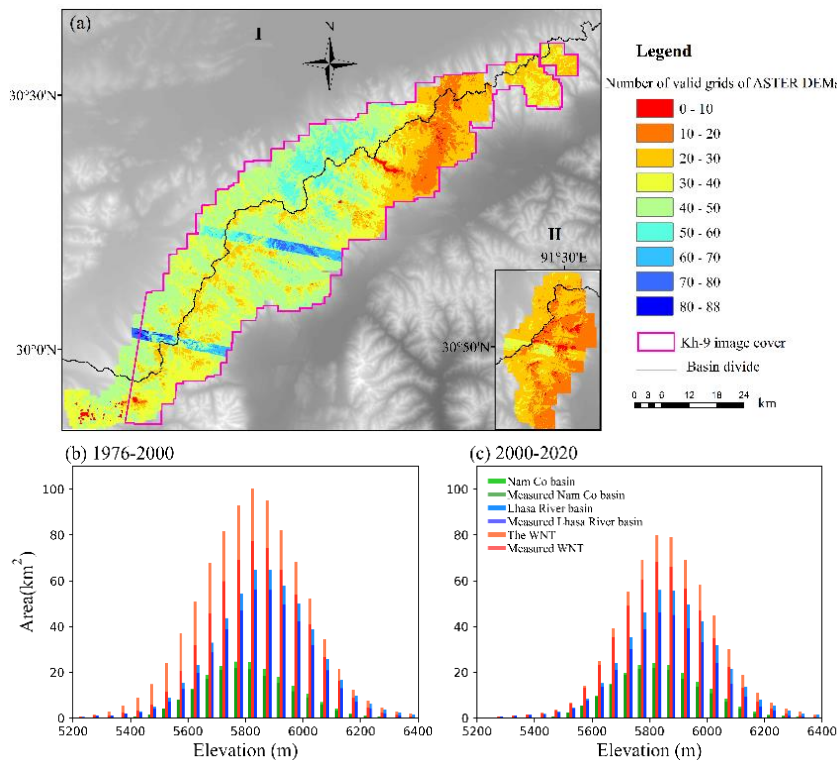 (a)
I
N
30°30'N
30°0'N
II
91°30'E
30°50'N
Legend
Number of valid grids of ASTER DEMs
0 - 10
10 - 20
20 - 30
30 - 40
40 - 50
50 - 60
60 - 70
70 - 80
80 - 88
Kh-9 image cover
Basin divide
0 3 6 12 18 24
km
(b) 1976-2000
Area(km²)
100
80
60
40
20
0
5200 5400 5600 5800 6000 6200 6400
Elevation (m)
(c) 2000-2020
Nam Co basin
Measured Nam Co basin
Lhasa River basin
Measured Lhasa River basin
The WNT
Measured WNT
100
80
60
40
20
0
5200 5400 5600 5800 6000 6200 6400
Elevation (m)